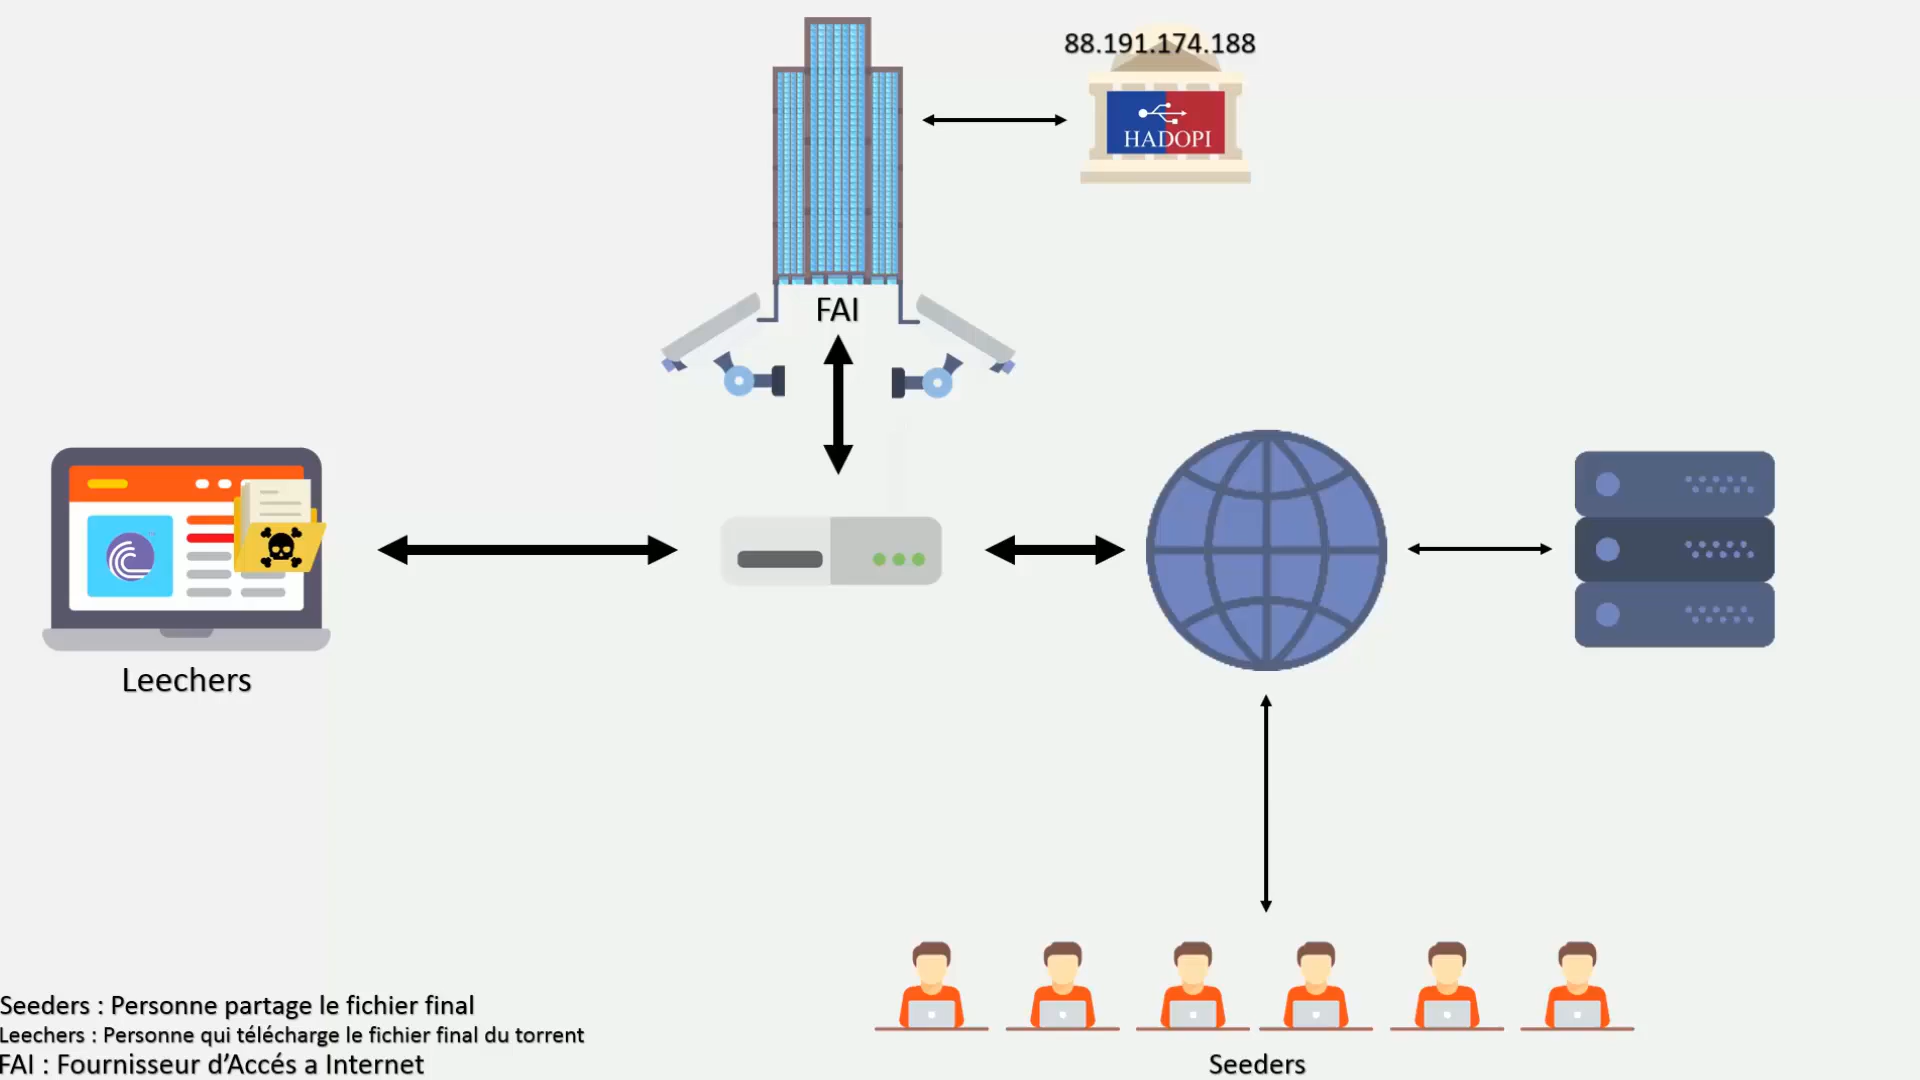 88.191.174.188
HADOPI
FAI
Leechers
Seeders : Personne partage le fichier final
Leechers : Personne qui télécharge le fichier final du torrent
FAI : Fournisseur d’Accés a Internet
Seeders